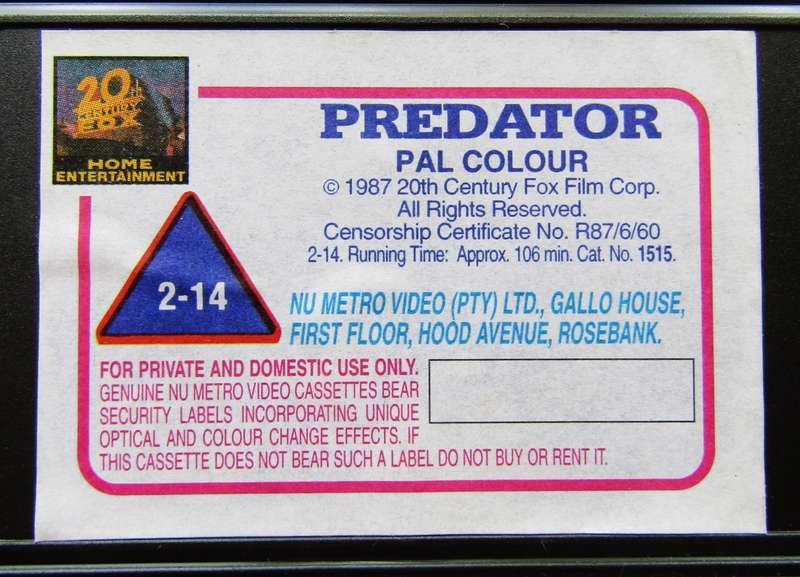 20th
CENTURY
FOX
HOME
ENTERTAINMENT
PREDATOR
PAL COLOUR
© 1987 20th Century Fox Film Corp.
All Rights Reserved.
Censorship Certificate No. R87/6/60
2-14. Running Time: Approx. 106 min. Cat. No. 1515.
2-14
NU METRO VIDEO (PTY) LTD., GALLO HOUSE,
FIRST FLOOR, HOOD AVENUE, ROSEBANK.
FOR PRIVATE AND DOMESTIC USE ONLY.
GENUINE NU METRO VIDEO CASSETTES BEAR
SECURITY LABELS INCORPORATING UNIQUE
OPTICAL AND COLOUR CHANGE EFFECTS. IF
THIS CASSETTE DOES NOT BEAR SUCH A LABEL DO NOT BUY OR RENT IT.